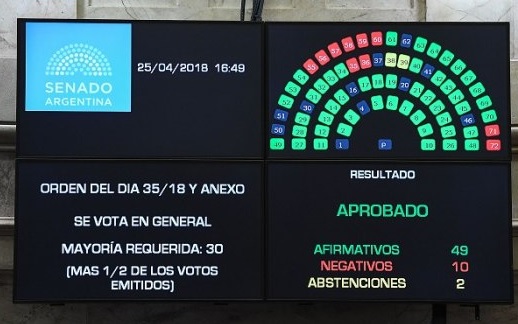 SENADO
ARGENTINA
25/04/2018 16:49
ORDEN DEL DIA 35/18 Y ANEXO
SE VOTA EN GENERAL
MAYORÍA REQUERIDA: 30
(MAS 1/2 DE LOS VOTOS
EMITIDOS)
RESULTADO
APROBADO
AFIRMATIVOS 49
NEGATIVOS 10
ABSTENCIONES 2